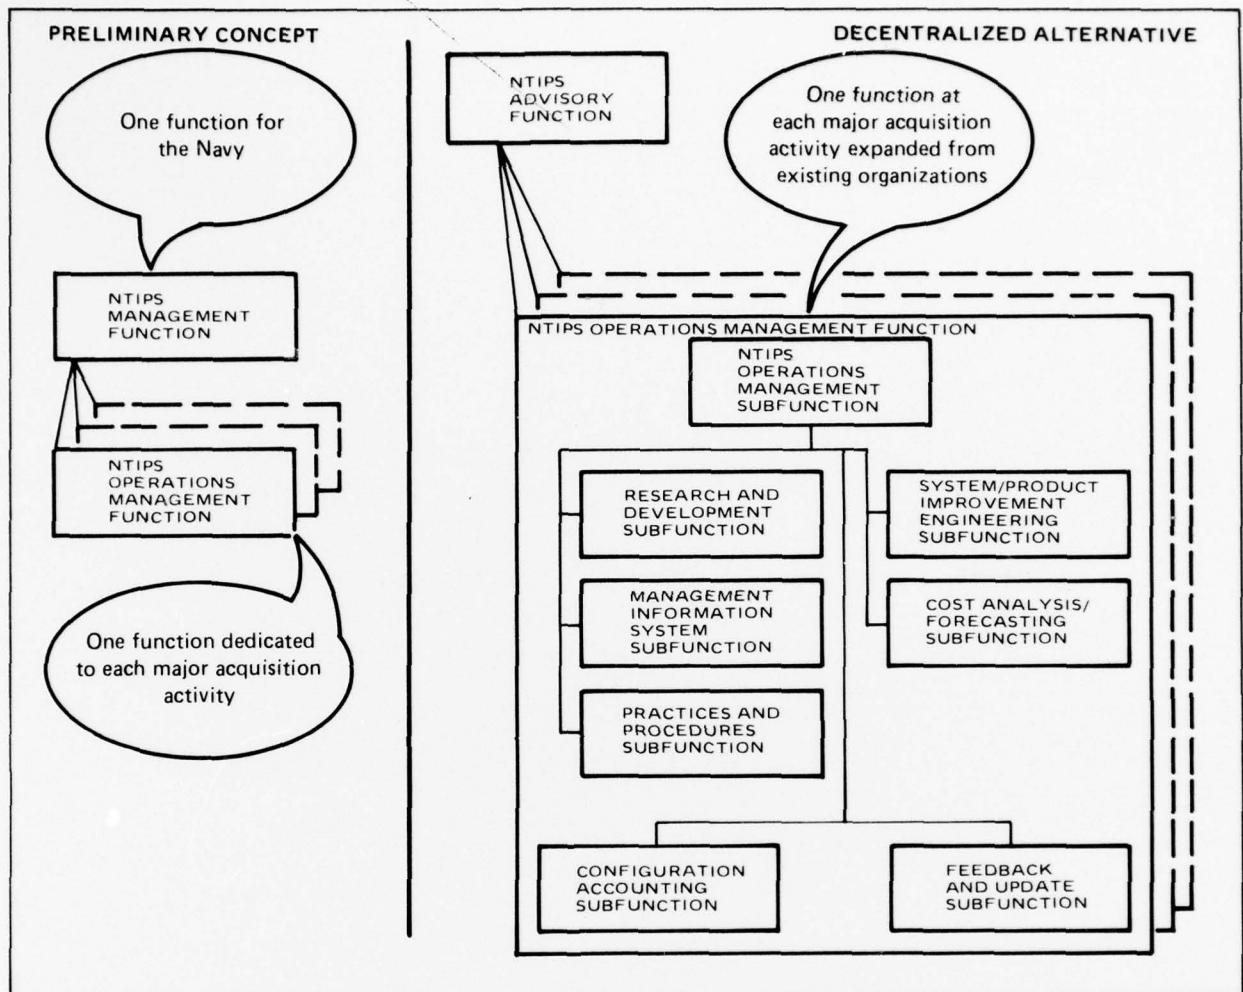 PRELIMINARY CONCEPT
One function for
the Navy
NTIPS
MANAGEMENT
FUNCTION
NTIPS
OPERATIONS
MANAGEMENT
FUNCTION
One function dedicated
to each major acquisition
activity
DECENTRALIZED ALTERNATIVE
NTIPS
ADVISORY
FUNCTION
One function at
each major acquisition
activity expanded from
existing organizations
NTIPS OPERATIONS MANAGEMENT FUNCTION
NTIPS
OPERATIONS
MANAGEMENT
SUBFUNCTION
RESEARCH AND
DEVELOPMENT
SUBFUNCTION
SYSTEM/PRODUCT
IMPROVEMENT
ENGINEERING
SUBFUNCTION
MANAGEMENT
INFORMATION
SYSTEM
SUBFUNCTION
COST ANALYSIS/
FORECASTING
SUBFUNCTION
PRACTICES AND
PROCEDURES
SUBFUNCTION
CONFIGURATION
ACCOUNTING
SUBFUNCTION
FEEDBACK
AND UPDATE
SUBFUNCTION